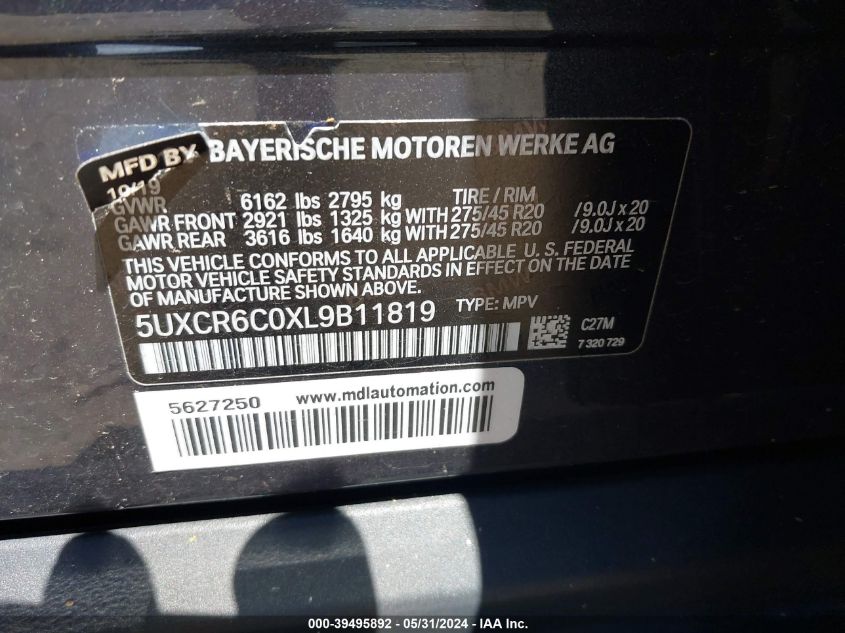 MFD BY BAYERISCHE MOTOREN WERKE AG
10/19
GVWR 6162 lbs 2795 kg TIRE / RIM
GAWR FRONT 2921 lbs 1325 kg WITH 275/45 R20 /9.0J x 20
GAWR REAR 3616 lbs 1640 kg WITH 275/45 R20 /9.0J x 20
THIS VEHICLE CONFORMS TO ALL APPLICABLE U. S. FEDERAL
MOTOR VEHICLE SAFETY STANDARDS IN EFFECT ON THE DATE
OF MANUFACTURE SHOWN ABOVE.
5UXCR6C0XL9B11819 TYPE: MPV
C27M
7 320 729
5627250 www.mdlautomation.com
000-39495892 - 05/31/2024 - IAA Inc.